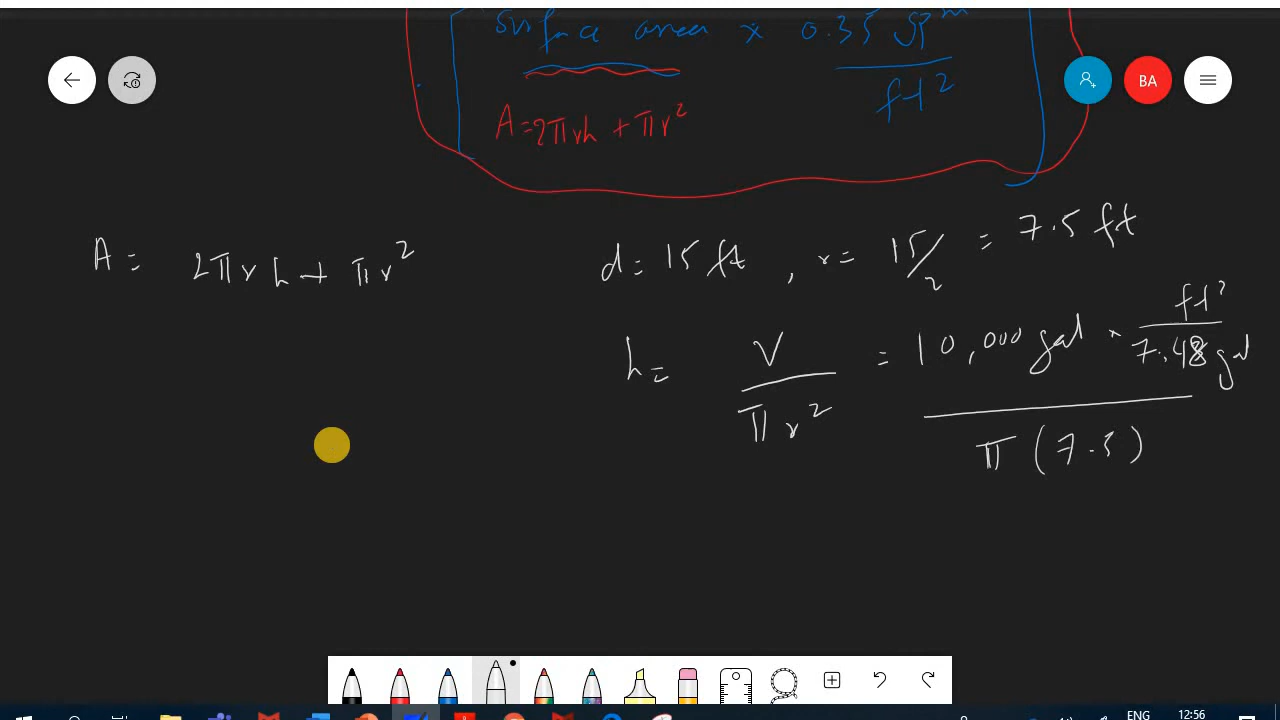 Surface area x 0.35 gpm
ft²
A=2πrh + πr²
BA
A = 2πrh + πr²
d = 15 ft , r = 15/2 = 7.5 ft
h = V / πr² = 10,000 gal x ft³ / 7.48 gal
π (7.5)
ENG
12:56